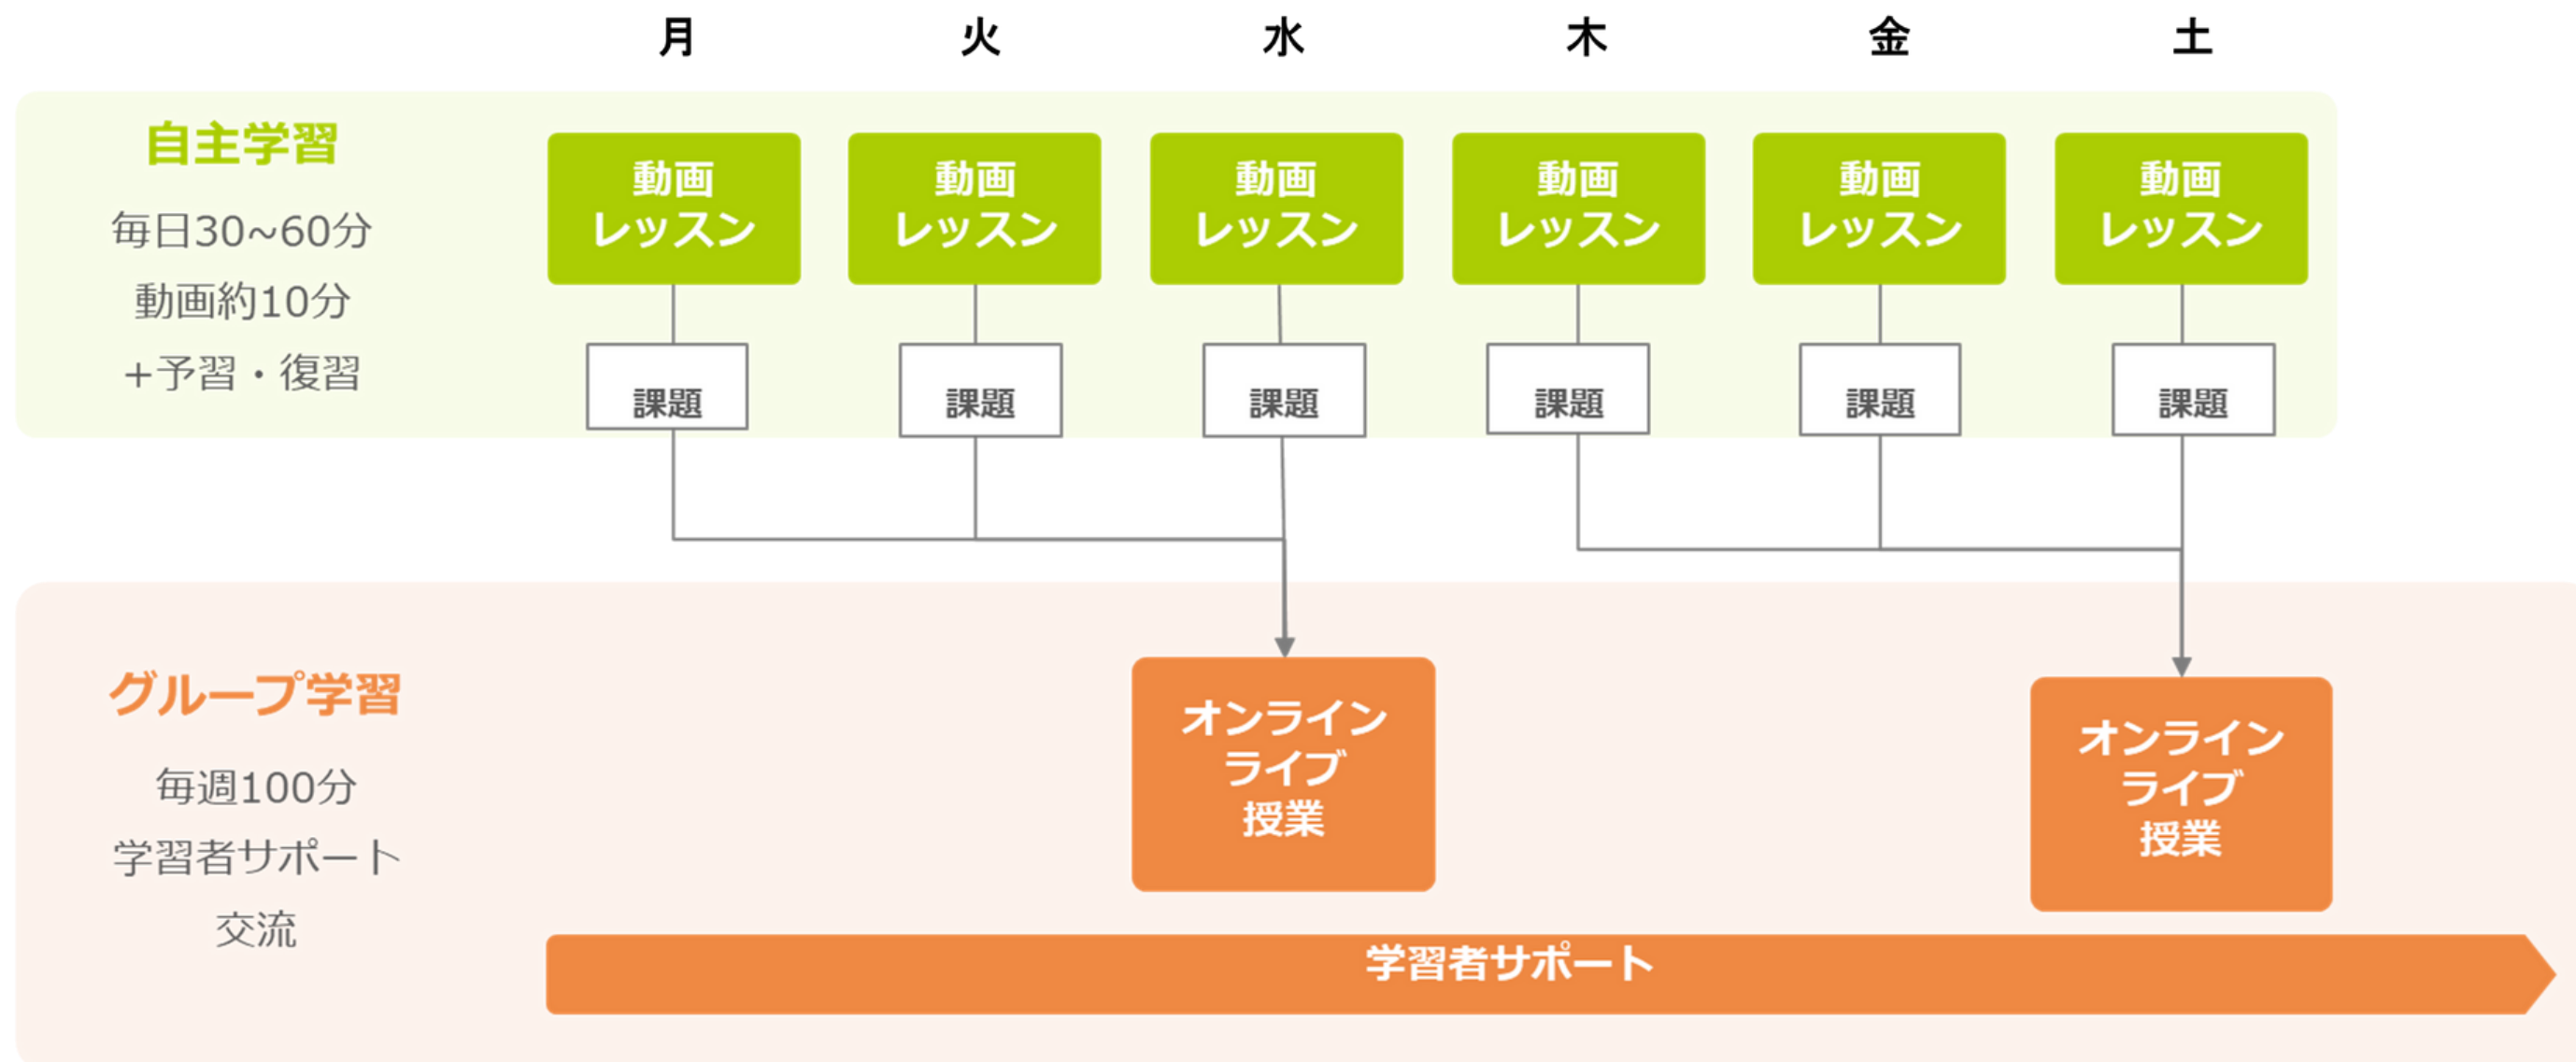 月 火 水 木 金 土
自主学習
毎日30~60分
動画約10分
+予習・復習
動画
レッスン
動画
レッスン
動画
レッスン
動画
レッスン
動画
レッスン
動画
レッスン
課題
課題
課題
課題
課題
課題
グループ学習
毎週100分
学習者サポート
交流
オンライン
ライブ
授業
オンライン
ライブ
授業
学習者サポート